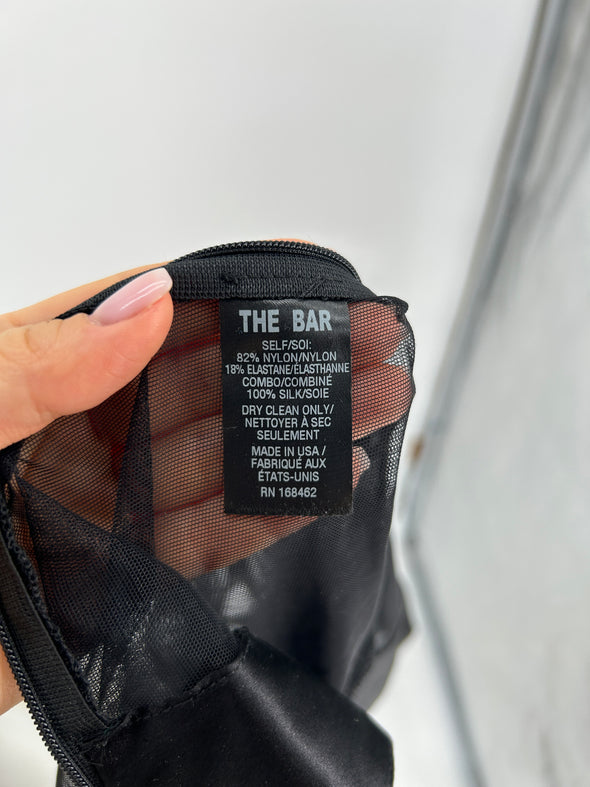 THE BAR
SELF/SOI:
82% NYLON/NYLON
18% ELASTANE/ÉLASTHANNE
COMBO/COMBINÉ
100% SILK/SOIE
DRY CLEAN ONLY/
NETTOYER À SEC
SEULEMENT
MADE IN USA /
FABRIQUÉ AUX
ÉTATS-UNIS
RN 168462